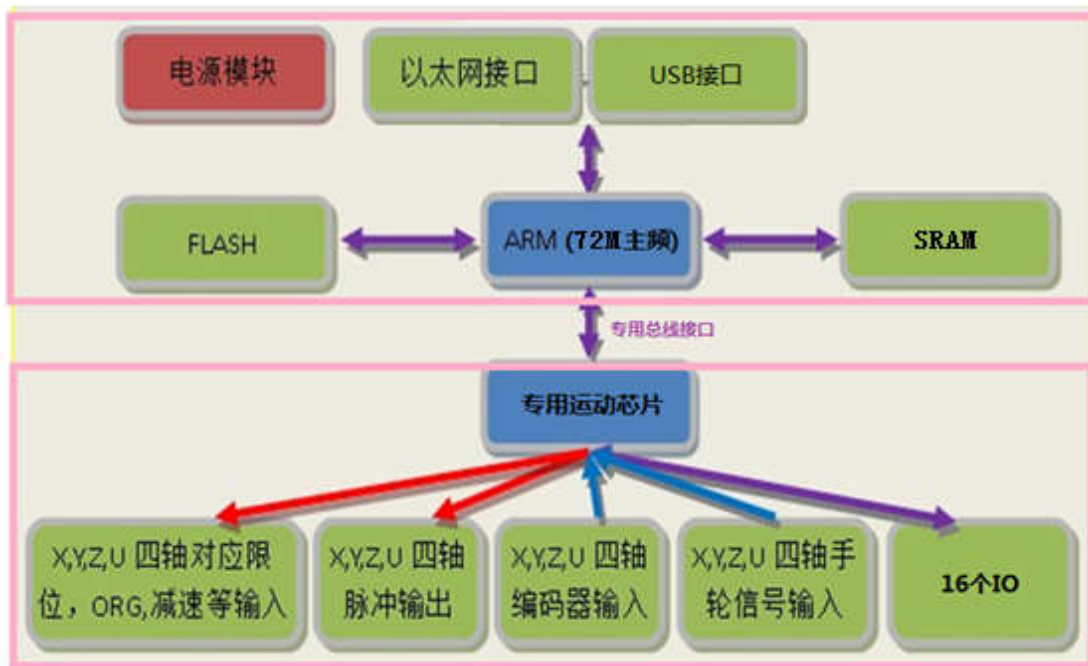 电源模块
以太网接口
USB接口
FLASH
ARM (72M主频)
SRAM
专用总线接口
专用运动芯片
X,Y,Z,U 四轴对应限
位，ORG,减速等输入
X,Y,Z,U 四轴
脉冲输出
X,Y,Z,U 四轴
编码器输入
X,Y,Z,U 四轴手
轮信号输入
16个IO